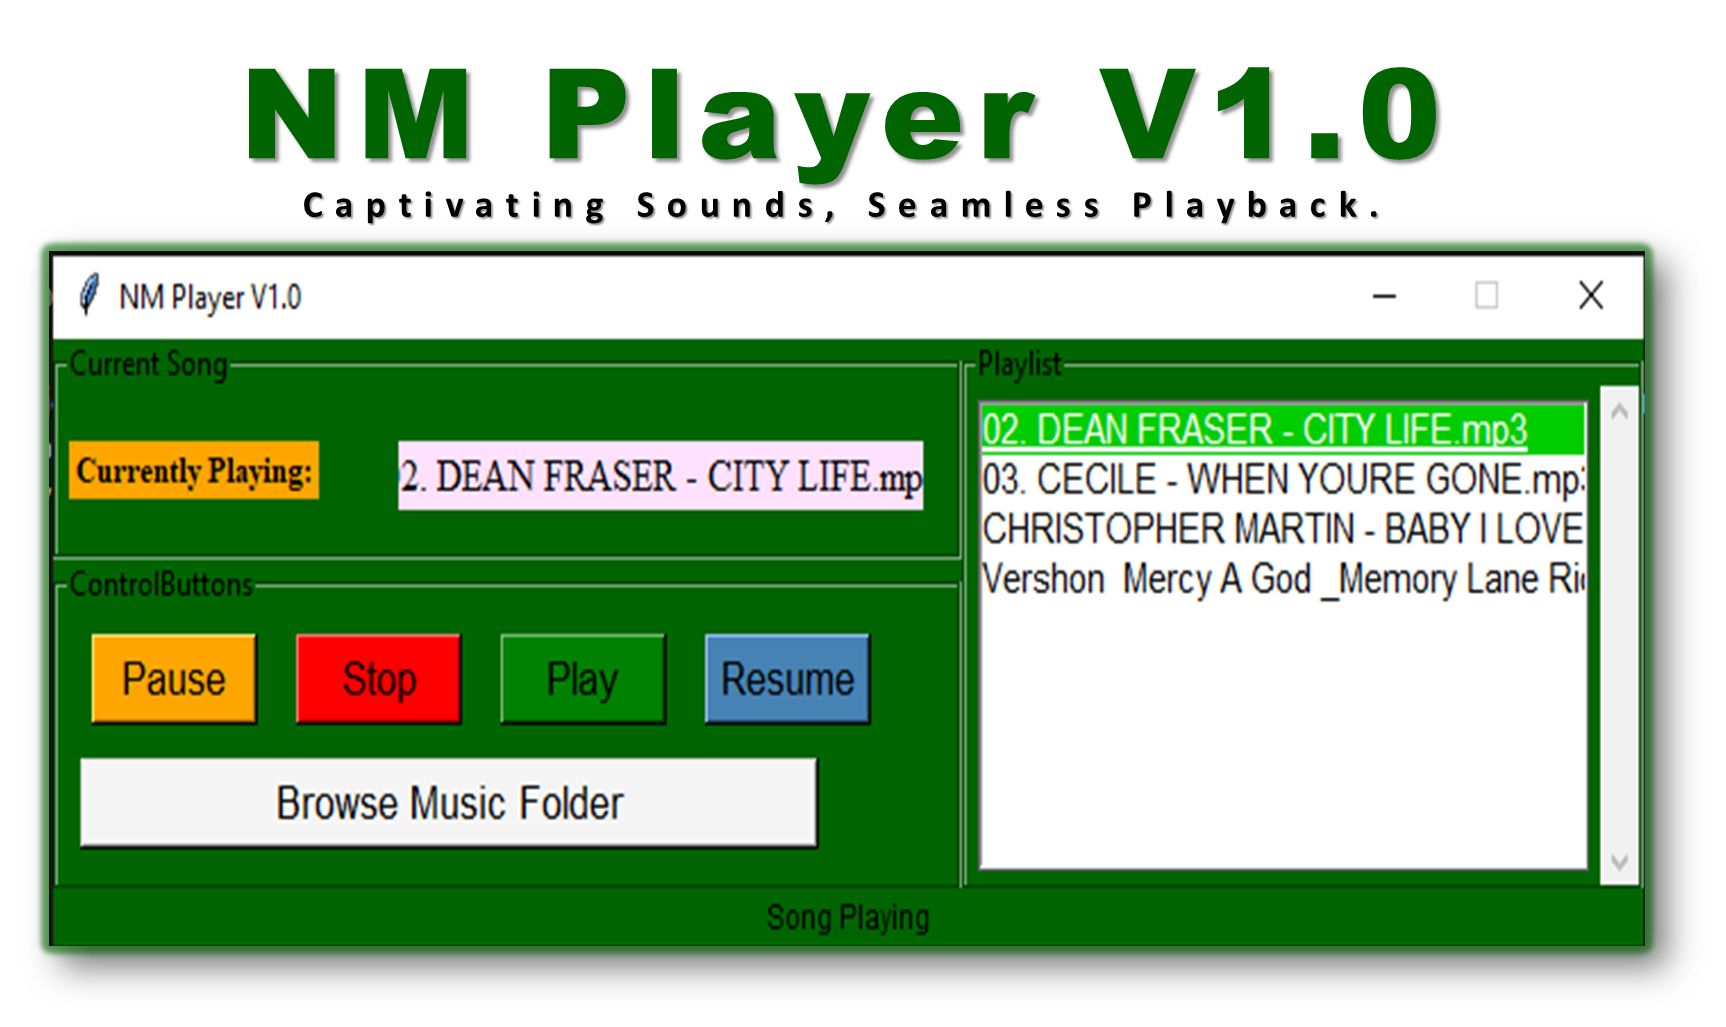 NM Player V1.0
Captivating Sounds, Seamless Playback.
NM Player V1.0
Current Song
Currently Playing:
2. DEAN FRASER - CITY LIFE.mp
ControlButtons
Pause
Stop
Play
Resume
Browse Music Folder
Playlist
02. DEAN FRASER - CITY LIFE.mp3
03. CECILE - WHEN YOURE GONE.mp3
CHRISTOPHER MARTIN - BABY I LOVE
Vershon  Mercy A God _Memory Lane
Song Playing